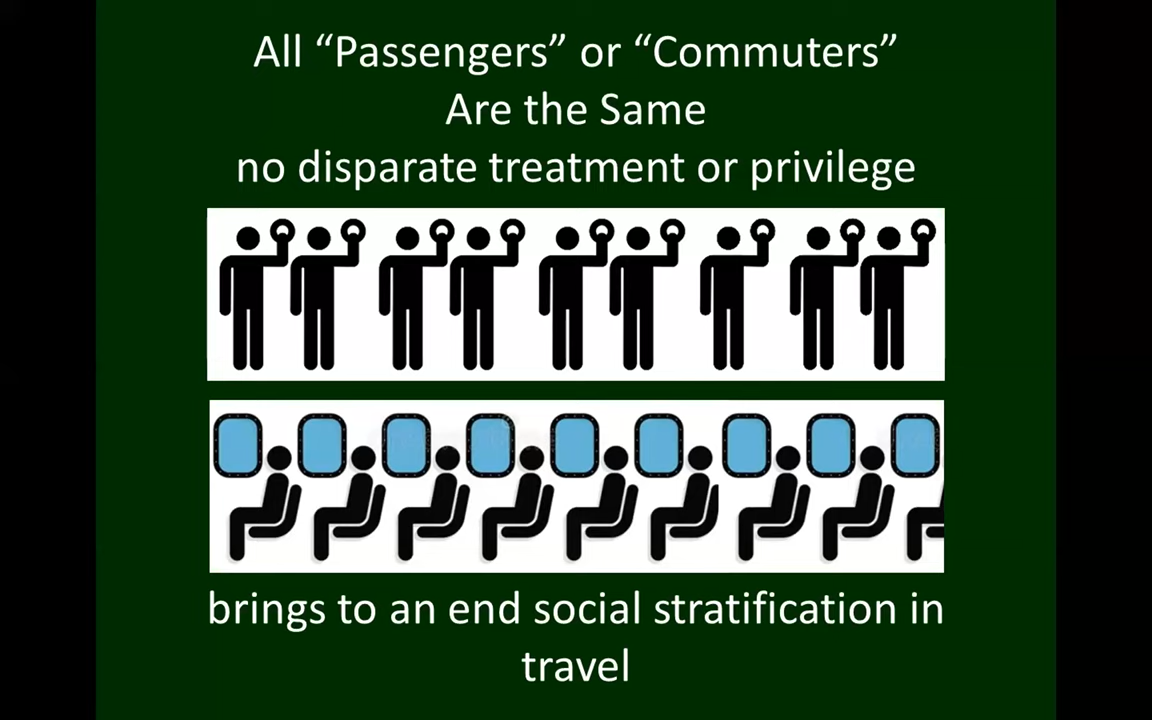 All “Passengers” or “Commuters”
Are the Same
no disparate treatment or privilege
brings to an end social stratification in
travel